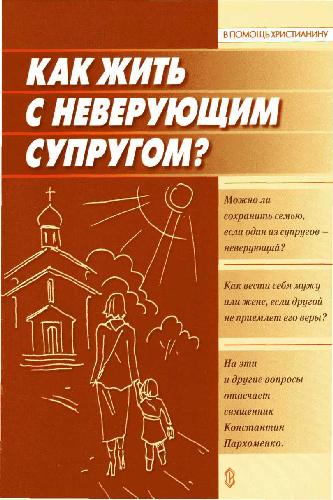 В ПОМОЩЬ ХРИСТИАНИНУ
КАК ЖИТЬ
С НЕВЕРУЮЩИМ
СУПРУГОМ?
Можно ли
сохранить семью,
если один из супругов –
неверующий?
Как вести себя мужу
или жене, если другой
не приемлет его веры?
На эти
и другие вопросы
отвечает
священник
Константин
Пархоменко.